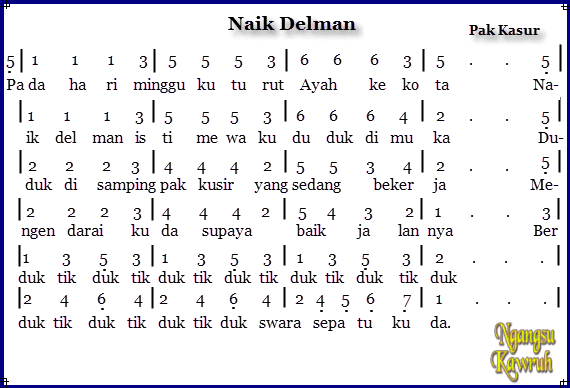 Naik Delman
Pak Kasur
5 | 1 1 1 3 | 5 5 5 3 | 6 6 6 3 | 5 . . 5 |
Pa da ha ri minggu ku tu rut Ayah ke ko ta Na-
| 1 1 1 3 | 5 5 5 3 | 6 6 6 4 | 2 . . 5 |
ik del man is ti me wa ku du duk di mu ka Du-
| 2 2 2 3 | 4 4 4 2 | 5 5 3 4 | 2 . . 5 |
duk di samping pak kusir yang sedang beker ja Me-
| 2 2 2 3 | 4 4 4 2 | 5 4 3 2 | 1 . . 3 |
ngen darai ku da supaya baik ja lan nya Ber
| 1 3 5 3 | 1 3 5 3 | 1 3 5 3 | 2 . . . |
duk tik duk tik duk tik duk tik duk tik duk tik duk
| 2 4 6 4 | 2 4 6 4 | 2 4 5 6 7 | 1 . . . |
duk tik duk tik duk tik duk swara sepa tu ku da.
Ngangsu
Kawruh